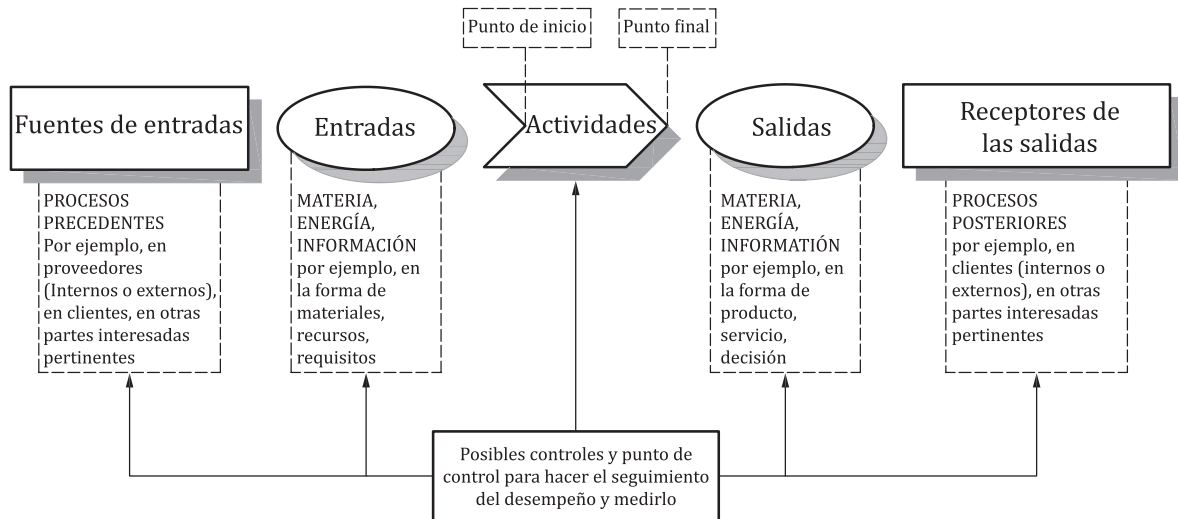 Punto de inicio
Punto final
Fuentes de entradas
Entradas
Actividades
Salidas
Receptores de
las salidas
PROCESOS
PRECEDENTES
Por ejemplo, en
proveedores
(Internos o externos),
en clientes, en otras
partes interesadas
pertinentes
MATERIA,
ENERGÍA,
INFORMACIÓN
por ejemplo, en
la forma de
materiales,
recursos,
requisitos
MATERIA,
ENERGÍA,
INFORMATIÓN
por ejemplo, en
la forma de
producto,
servicio,
decisión
PROCESOS
POSTERIORES
por ejemplo, en
clientes (internos o
externos), en otras
partes interesadas
pertinentes
Posibles controles y punto de
control para hacer el seguimiento
del desempeño y medirlo